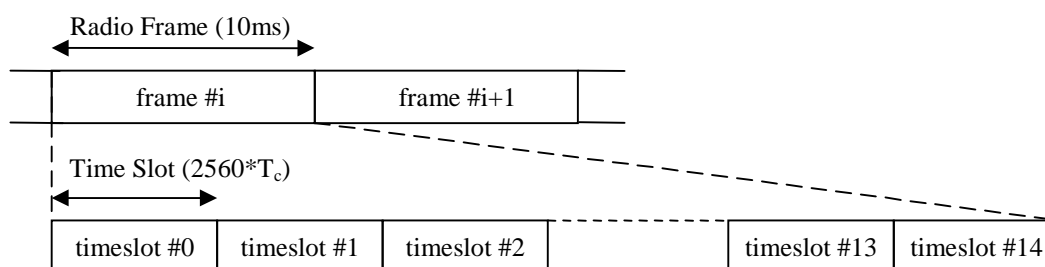 Radio Frame (10ms)
frame #i frame #i+1
Time Slot (2560*Tc)
timeslot #0 timeslot #1 timeslot #2 timeslot #13 timeslot #14